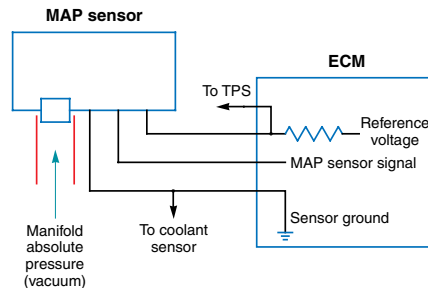 MAP sensor
ECM
To TPS
Reference
voltage
MAP sensor signal
Sensor ground
To coolant
sensor
Manifold
absolute
pressure
(vacuum)